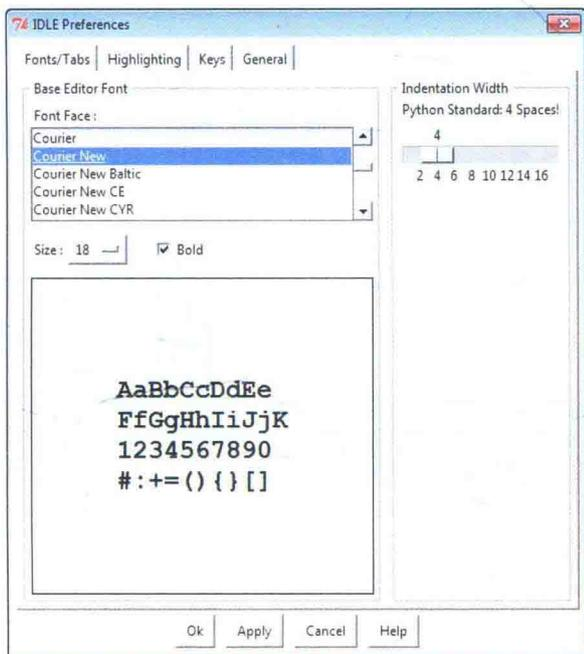 IDLE Preferences
Fonts/Tabs Highlighting Keys General
Base Editor Font
Font Face :
Courier
Courier New
Courier New Baltic
Courier New CE
Courier New CYR
Size : 18 Bold
AaBbCcDdEe
FfGgHhIiJjK
1234567890
#:+=(){}[]
Indentation Width
Python Standard: 4 Spaces!
4
2 4 6 8 10 12 14 16
Ok Apply Cancel Help